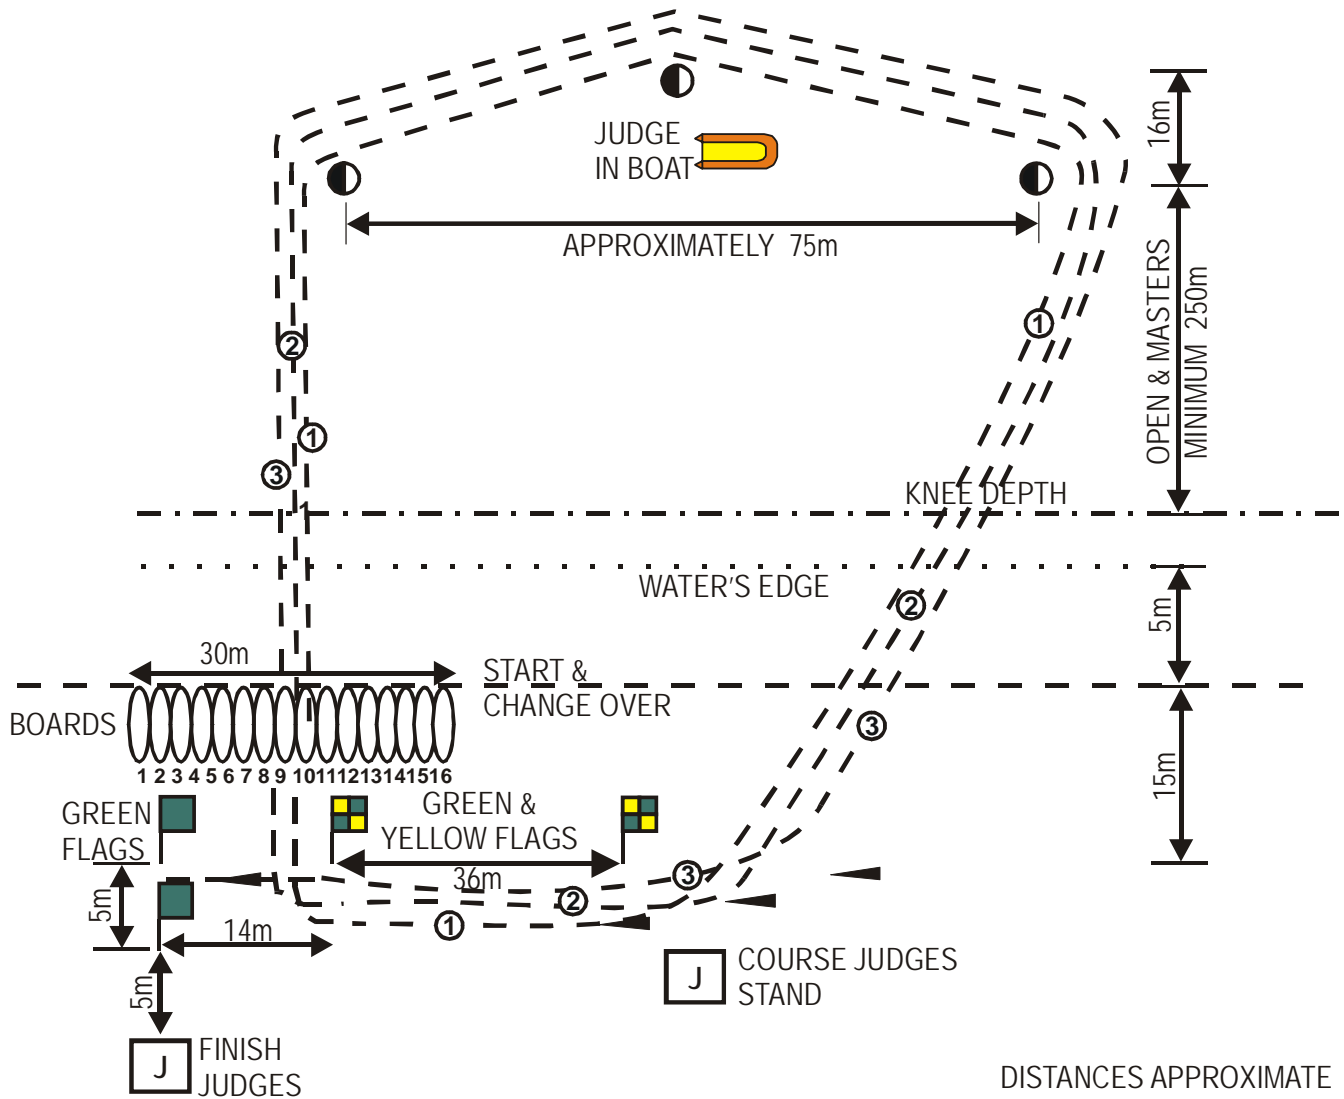 JUDGE
IN BOAT
16m
APPROXIMATELY 75m
OPEN & MASTERS
MINIMUM 250m
1
2
1
3
KNEE DEPTH
1
WATER'S EDGE
2
5m
30m
START &
CHANGE OVER
BOARDS
3
1 2 3 4 5 6 7 8 9 10 11 12 13 14 15 16
15m
GREEN
FLAGS
GREEN &
YELLOW FLAGS
36m
3
2
1
5m
14m
5m
J
COURSE JUDGES
STAND
J
FINISH
JUDGES
DISTANCES APPROXIMATE